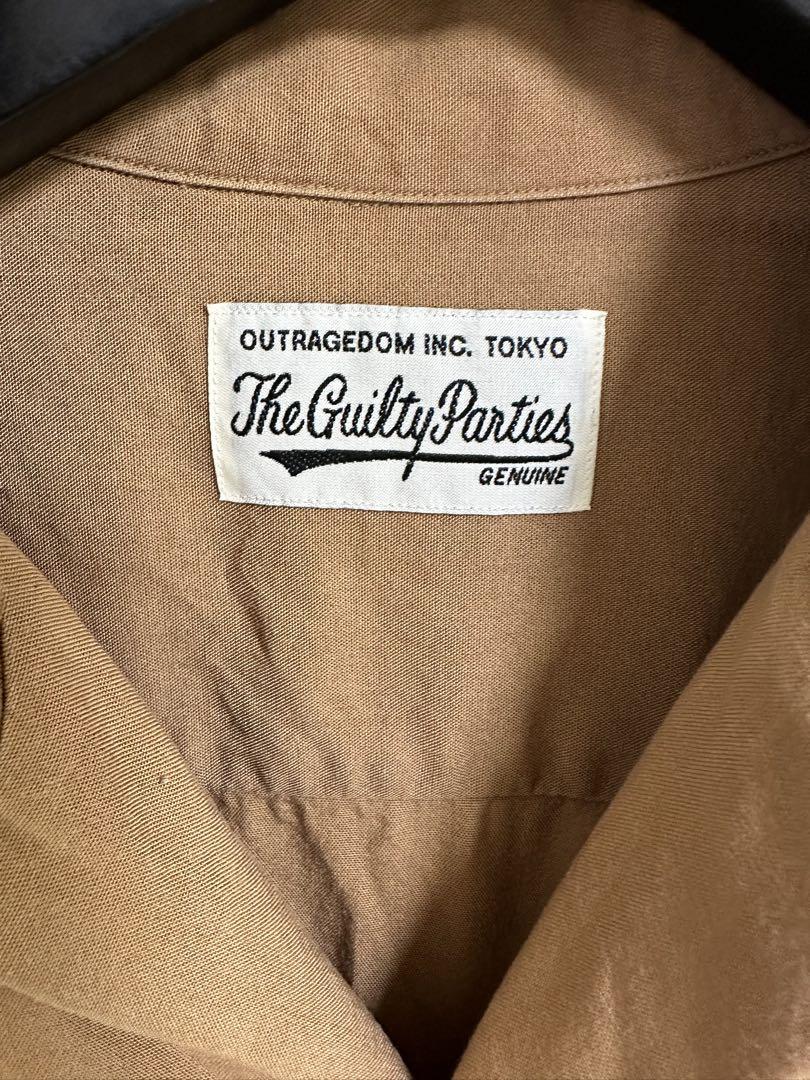 OUTRAGEDOM INC. TOKYO
The Guilty Parties
GENUINE